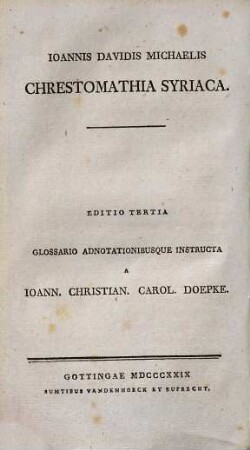 IOANNIS DAVIDIS MICHAELIS
CHRESTOMATHIA SYRIACA.
EDITIO TERTIA
GLOSSARIO ADNOTATIONIBUSQUE INSTRUCTA
A
IOANN. CHRISTIAN. CAROL. DOEPKE.
GOTTINGAE MDCCCXXIX
SUMTIBUS VANDENHOECK ET RUPRECHT.